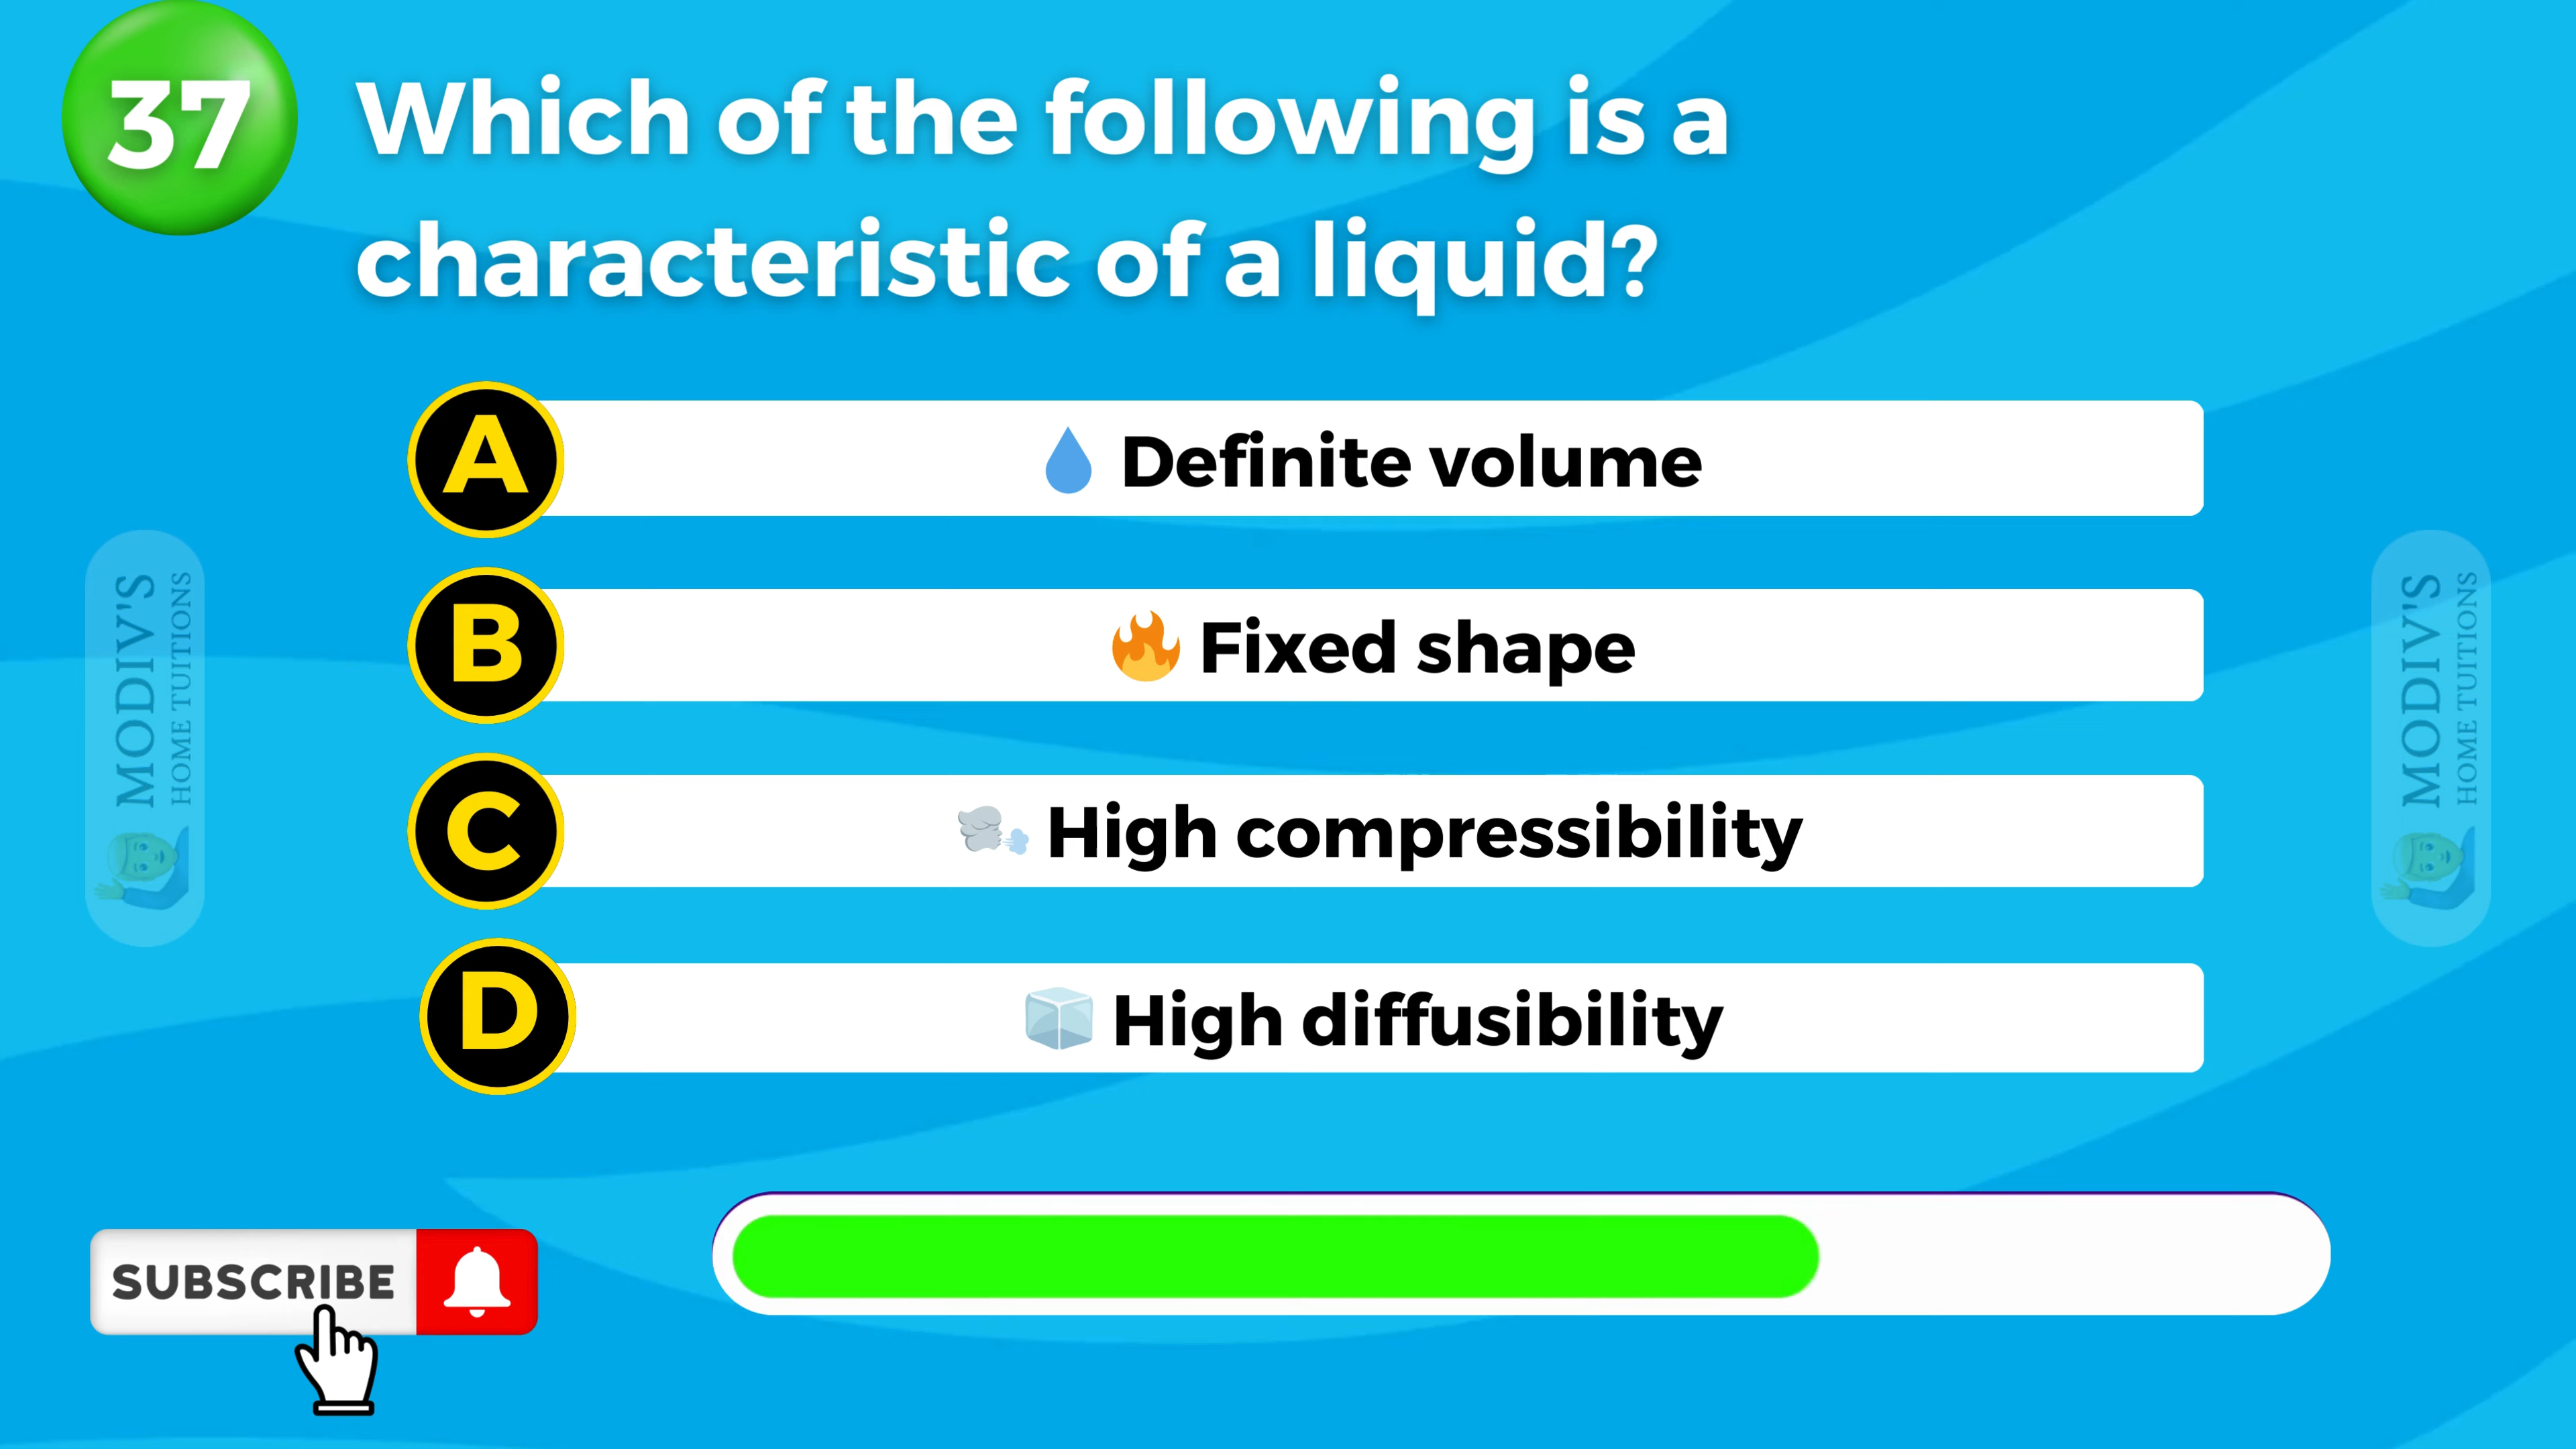 37
Which of the following is a
characteristic of a liquid?
A
💧 Definite volume
B
🔥 Fixed shape
C
🌬️ High compressibility
D
🧊 High diffusibility
MODIV'S
HOME TUITIONS
MODIV'S
HOME TUITIONS
SUBSCRIBE